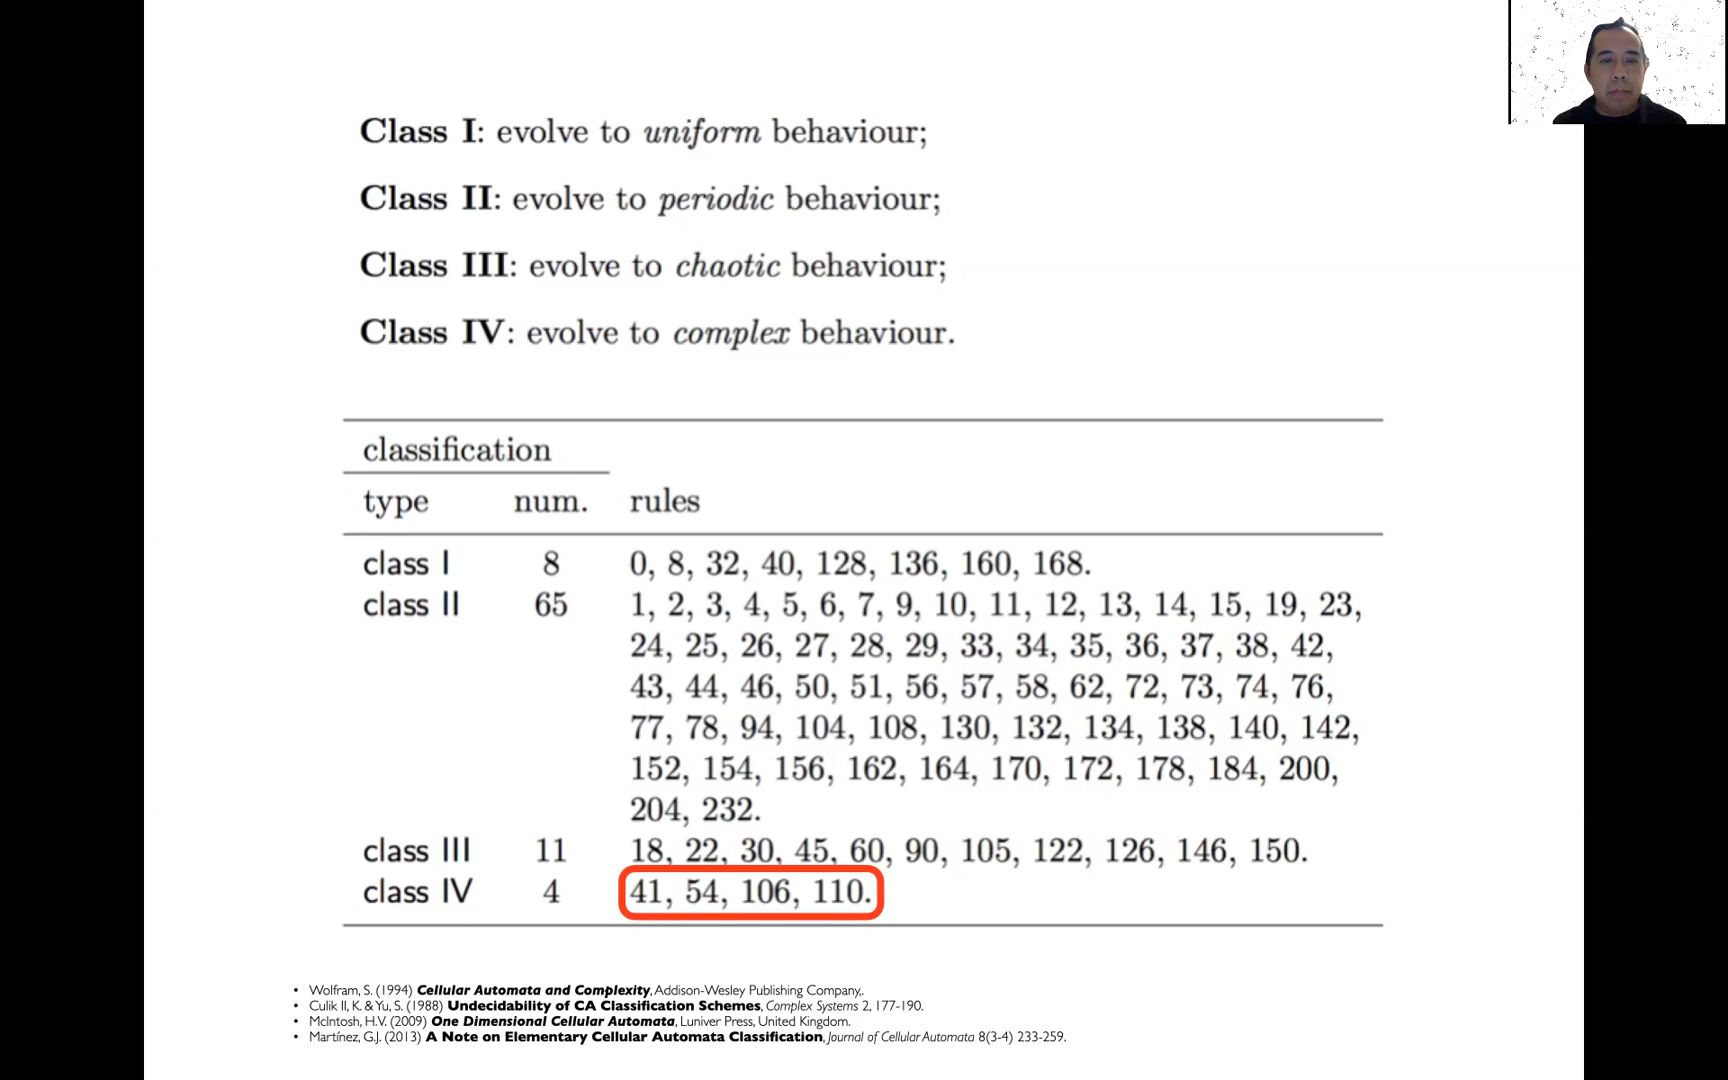 Class I: evolve to uniform behaviour;
Class II: evolve to periodic behaviour;
Class III: evolve to chaotic behaviour;
Class IV: evolve to complex behaviour.
classification
type num. rules
class I 8 0, 8, 32, 40, 128, 136, 160, 168.
class II 65 1, 2, 3, 4, 5, 6, 7, 9, 10, 11, 12, 13, 14, 15, 19, 23,
24, 25, 26, 27, 28, 29, 33, 34, 35, 36, 37, 38, 42,
43, 44, 46, 50, 51, 56, 57, 58, 62, 72, 73, 74, 76,
77, 78, 94, 104, 108, 130, 132, 134, 138, 140, 142,
152, 154, 156, 162, 164, 170, 172, 178, 184, 200,
204, 232.
class III 11 18, 22, 30, 45, 60, 90, 105, 122, 126, 146, 150.
class IV 4 41, 54, 106, 110.
• Wolfram, S. (1994) Cellular Automata and Complexity, Addison-Wesley Publishing Company,.
• Culik II, K. & Yu, S. (1988) Undecidability of CA Classification Schemes, Complex Systems 2, 177-190.
• McIntosh, H.V. (2009) One Dimensional Cellular Automata, Luniver Press, United Kingdom.
• Martínez, G.J. (2013) A Note on Elementary Cellular Automata Classification, Journal of Cellular Automata 8(3-4) 233-259.